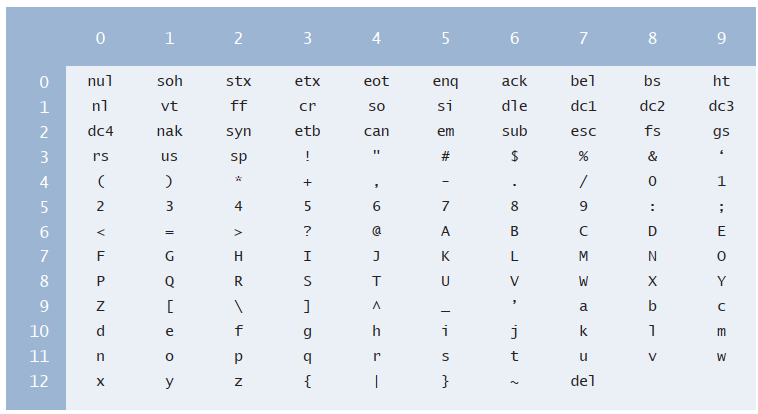 0 1 2 3 4 5 6 7 8 9
0 nul soh stx etx eot enq ack bel bs ht
1 nl vt ff cr so si dle dc1 dc2 dc3
2 dc4 nak syn etb can em sub esc fs gs
3 rs us sp ! " # $ % & ‘
4 ( ) * + , - . / 0 1
5 2 3 4 5 6 7 8 9 : ;
6 < = > ? @ A B C D E
7 F G H I J K L M N O
8 P Q R S T U V W X Y
9 Z [ \ ] ^ _ ’ a b c
10 d e f g h i j k l m
11 n o p q r s t u v w
12 x y z { | } ~ del